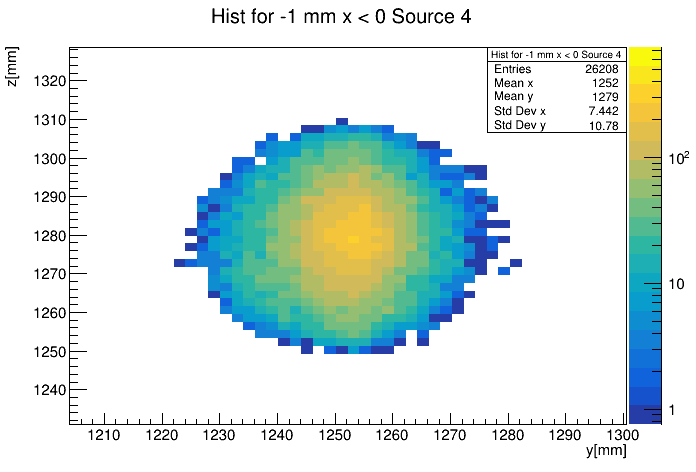 Hist for -1 mm x < 0 Source 4
z[mm]
Hist for -1 mm x < 0 Source 4
Entries 26208
Mean x 1252
Mean y 1279
Std Dev x 7.442
Std Dev y 10.78
1320
1310
1300
1290
1280
1270
1260
1250
1240
10²
10
1
1210 1220 1230 1240 1250 1260 1270 1280 1290 1300
y[mm]